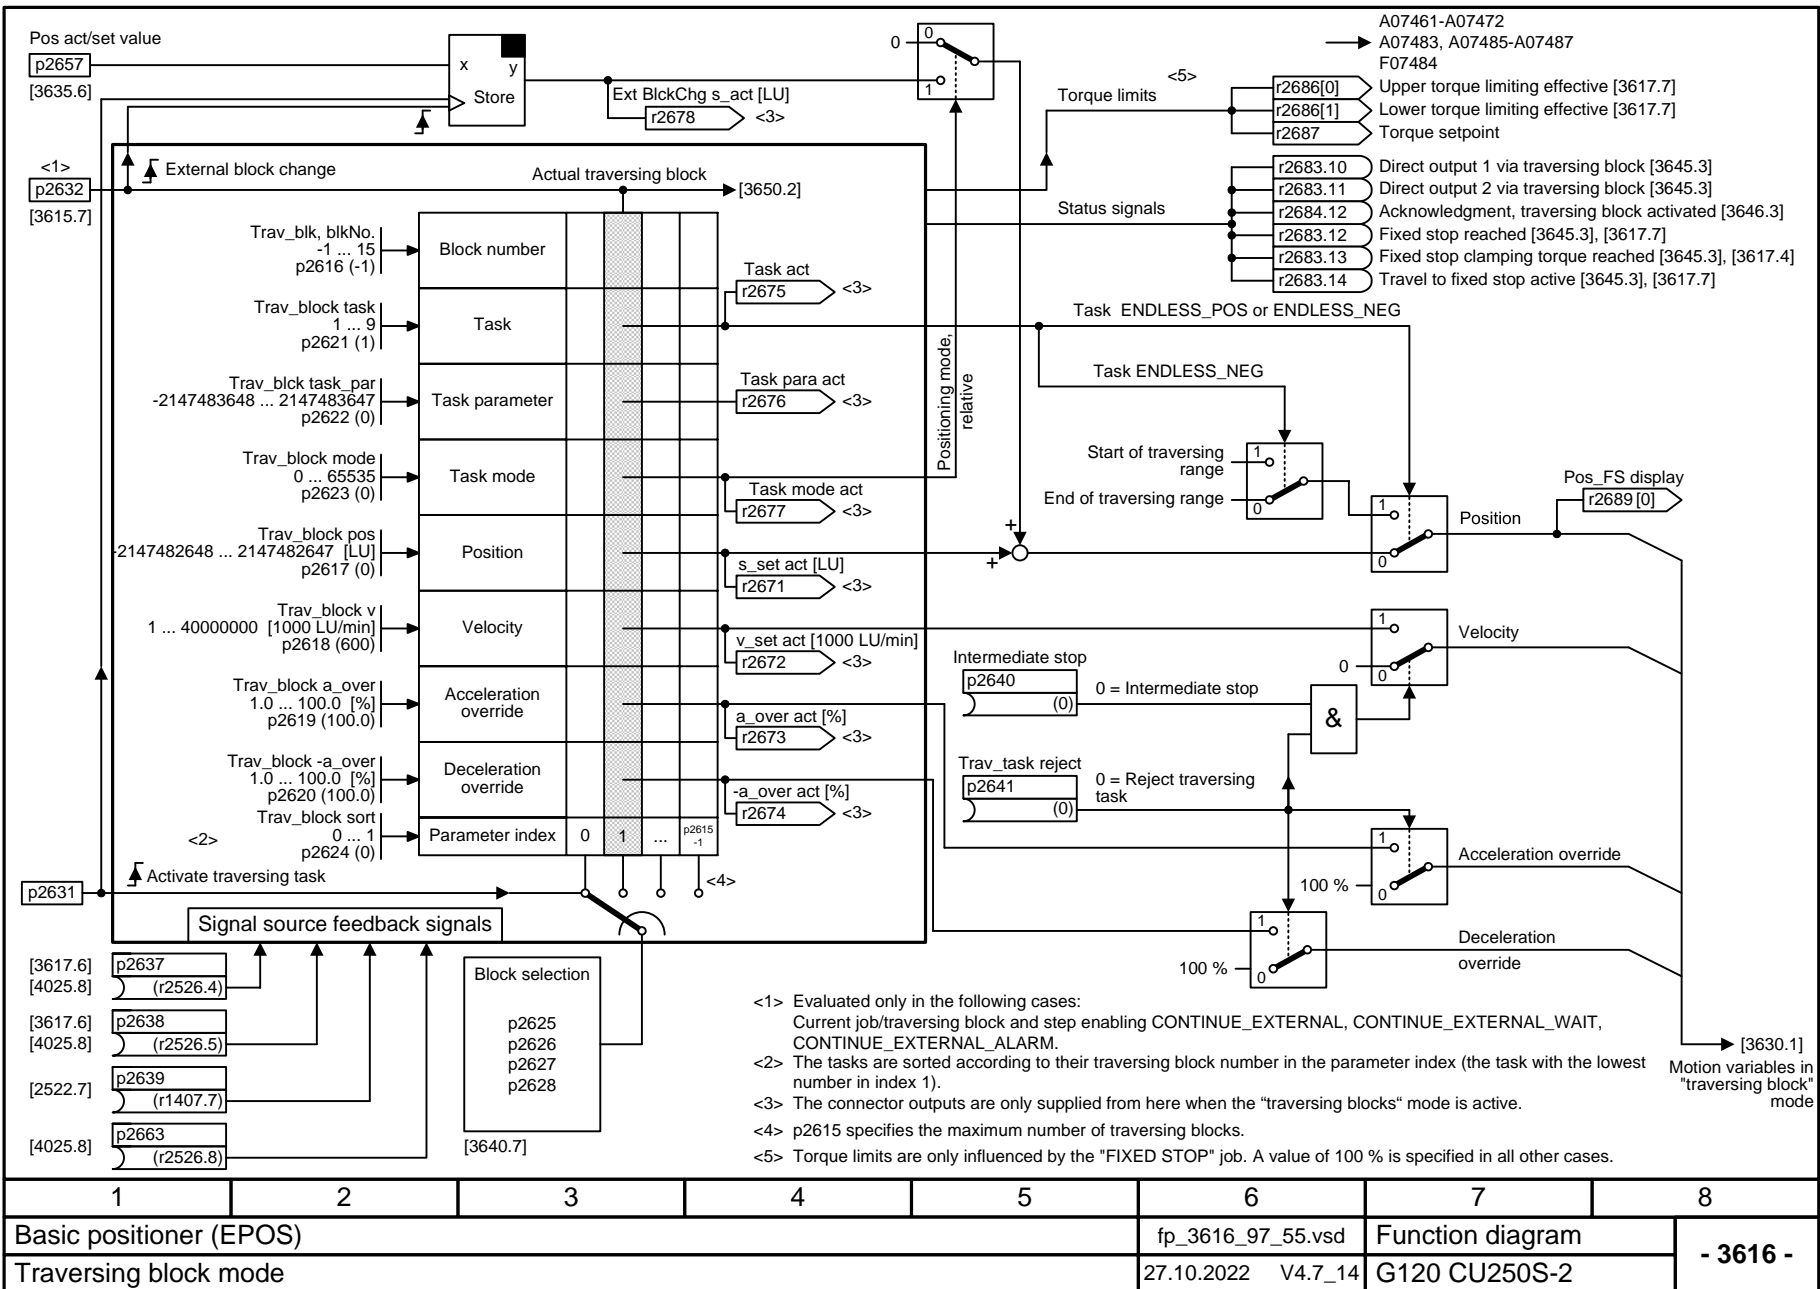 Pos act/set value
p2657
[3635.6]
x
y
Store
Ext BlckChg s_act [LU]
r2678
<3>
0
0
1
A07461-A07472
A07483, A07485-A07487
F07484
<5>
Torque limits
r2686[0]
Upper torque limiting effective [3617.7]
r2686[1]
Lower torque limiting effective [3617.7]
r2687
Torque setpoint
<1>
p2632
[3615.7]
External block change
Actual traversing block
[3650.2]
Status signals
r2683.10
Direct output 1 via traversing block [3645.3]
r2683.11
Direct output 2 via traversing block [3645.3]
r2684.12
Acknowledgment, traversing block activated [3646.3]
r2683.12
Fixed stop reached [3645.3], [3617.7]
r2683.13
Fixed stop clamping torque reached [3645.3], [3617.4]
r2683.14
Travel to fixed stop active [3645.3], [3617.7]
Trav_blk, blkNo.
-1 ... 15
p2616 (-1)
Block number
Trav_block task
1 ... 9
p2621 (1)
Task
Task act
r2675
<3>
Task ENDLESS_POS or ENDLESS_NEG
Task ENDLESS_NEG
Trav_blck task_par
-2147483648 ... 2147483647
p2622 (0)
Task parameter
Task para act
r2676
<3>
Positioning mode,
relative
Trav_block mode
0 ... 65535
p2623 (0)
Task mode
Task mode act
r2677
<3>
Start of traversing
range
End of traversing range
1
0
1
0
Position
Pos_FS display
r2689 [0]
Trav_block pos
-2147482648 ... 2147482647 [LU]
p2617 (0)
Position
s_set act [LU]
r2671
<3>
+
+
Trav_block v
1 ... 40000000 [1000 LU/min]
p2618 (600)
Velocity
v_set act [1000 LU/min]
r2672
<3>
1
0
0
Velocity
Intermediate stop
p2640
(0)
0 = Intermediate stop
&
Trav_block a_over
1.0 ... 100.0 [%]
p2619 (100.0)
Acceleration
override
a_over act [%]
r2673
<3>
Trav_block -a_over
1.0 ... 100.0 [%]
p2620 (100.0)
Deceleration
override
-a_over act [%]
r2674
<3>
Trav_task reject
p2641
(0)
0 = Reject traversing
task
<2>
Trav_block sort
0 ... 1
p2624 (0)
Parameter index
0
1
...
p2615
-1
<4>
1
100 %
0
Acceleration override
p2631
Activate traversing task
Signal source feedback signals
1
100 %
0
Deceleration
override
[3617.6]
[4025.8]
p2637
(r2526.4)
[3617.6]
[4025.8]
p2638
(r2526.5)
[2522.7]
p2639
(r1407.7)
[4025.8]
p2663
(r2526.8)
Block selection
p2625
p2626
p2627
p2628
[3640.7]
<1> Evaluated only in the following cases:
Current job/traversing block and step enabling CONTINUE_EXTERNAL, CONTINUE_EXTERNAL_WAIT,
CONTINUE_EXTERNAL_ALARM.
<2> The tasks are sorted according to their traversing block number in the parameter index (the task with the lowest
number in index 1).
<3> The connector outputs are only supplied from here when the “traversing blocks“ mode is active.
<4> p2615 specifies the maximum number of traversing blocks.
<5> Torque limits are only influenced by the "FIXED STOP" job. A value of 100 % is specified in all other cases.
[3630.1]
Motion variables in
"traversing block"
mode
1 2 3 4 5 6 7 8
Basic positioner (EPOS)
fp_3616_97_55.vsd
Function diagram
- 3616 -
Traversing block mode
27.10.2022 V4.7_14
G120 CU250S-2